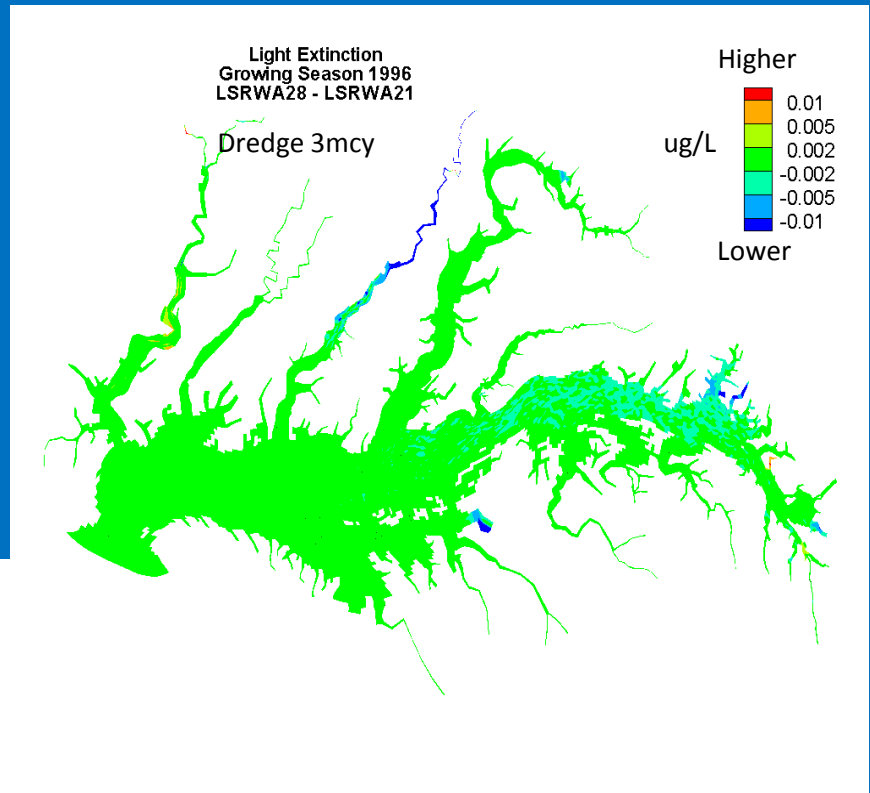 Light Extinction
Growing Season 1996
LSRWA28 - LSRWA21
Dredge 3mcy
Higher
ug/L
0.01
0.005
0.002
-0.002
-0.005
-0.01
Lower